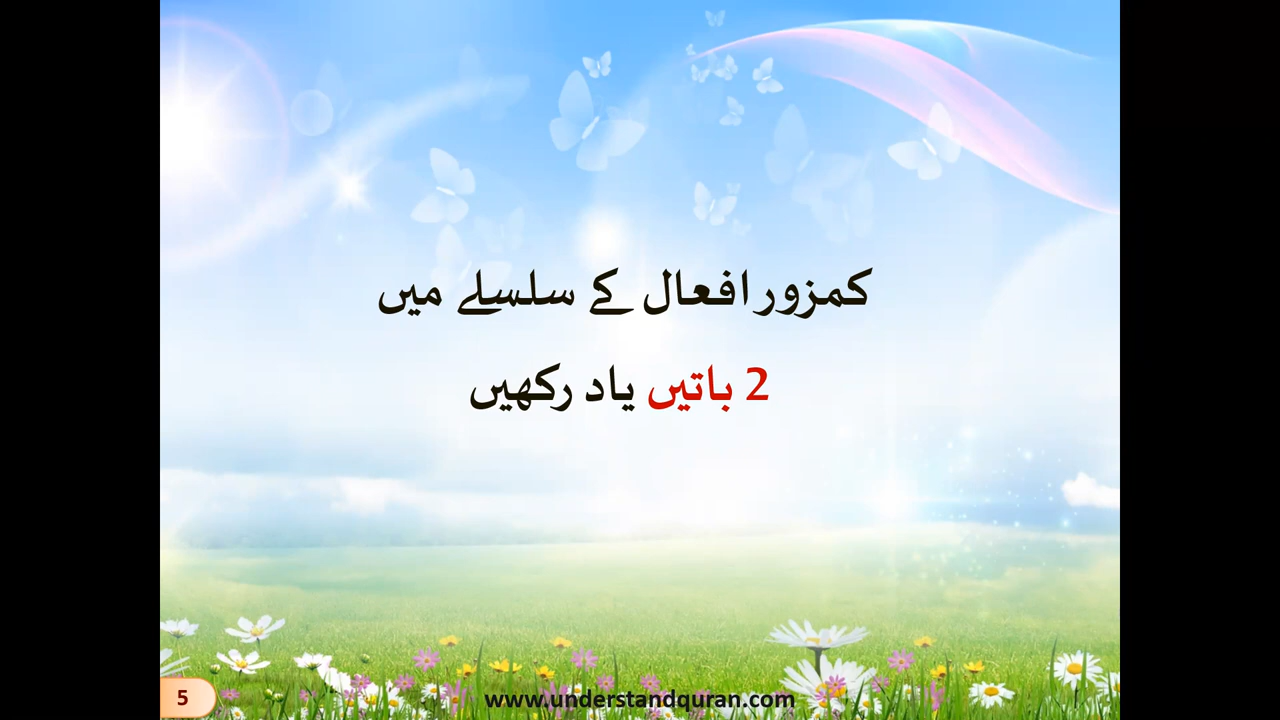 کمزور افعال کے سلسلے میں
2 باتیں یاد رکھیں
5
www.understandquran.com